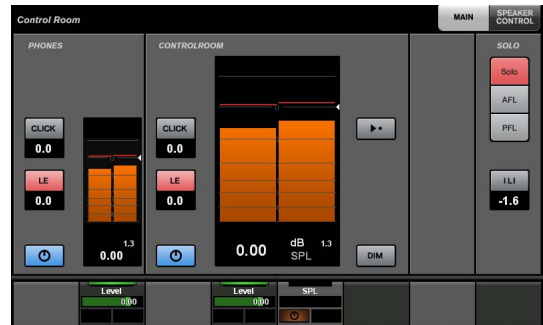 Control Room
MAIN
SPEAKER
CONTROL
PHONES
CLICK
0.0
LE
0.0
1.3
0.00
CONTROLROOM
CLICK
0.0
LE
0.0
0.00
dB
1.3
SPL
DIM
SOLO
Solo
AFL
PFL
ILI
-1.6
Level
0.00
Level
0.00
SPL